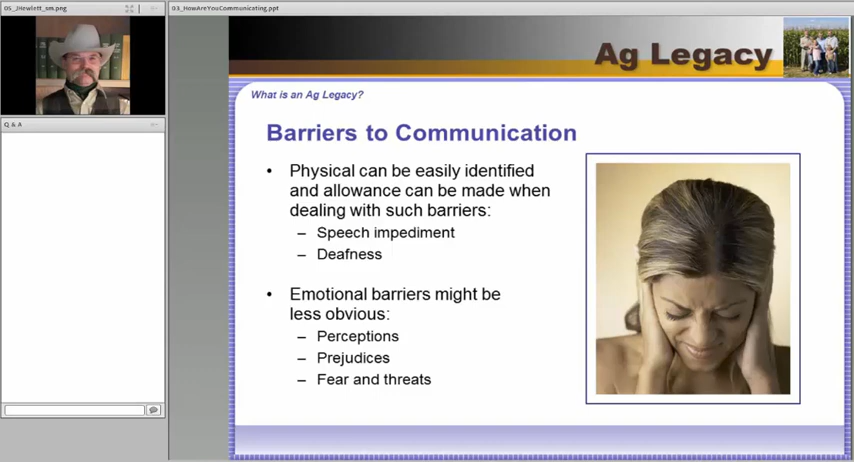 05_JHewlett_sm.png
03_HowAreYouCommunicating.ppt
Ag Legacy
What is an Ag Legacy?
Q & A
Barriers to Communication
• Physical can be easily identified
and allowance can be made when
dealing with such barriers:
– Speech impediment
– Deafness
• Emotional barriers might be
less obvious:
– Perceptions
– Prejudices
– Fear and threats